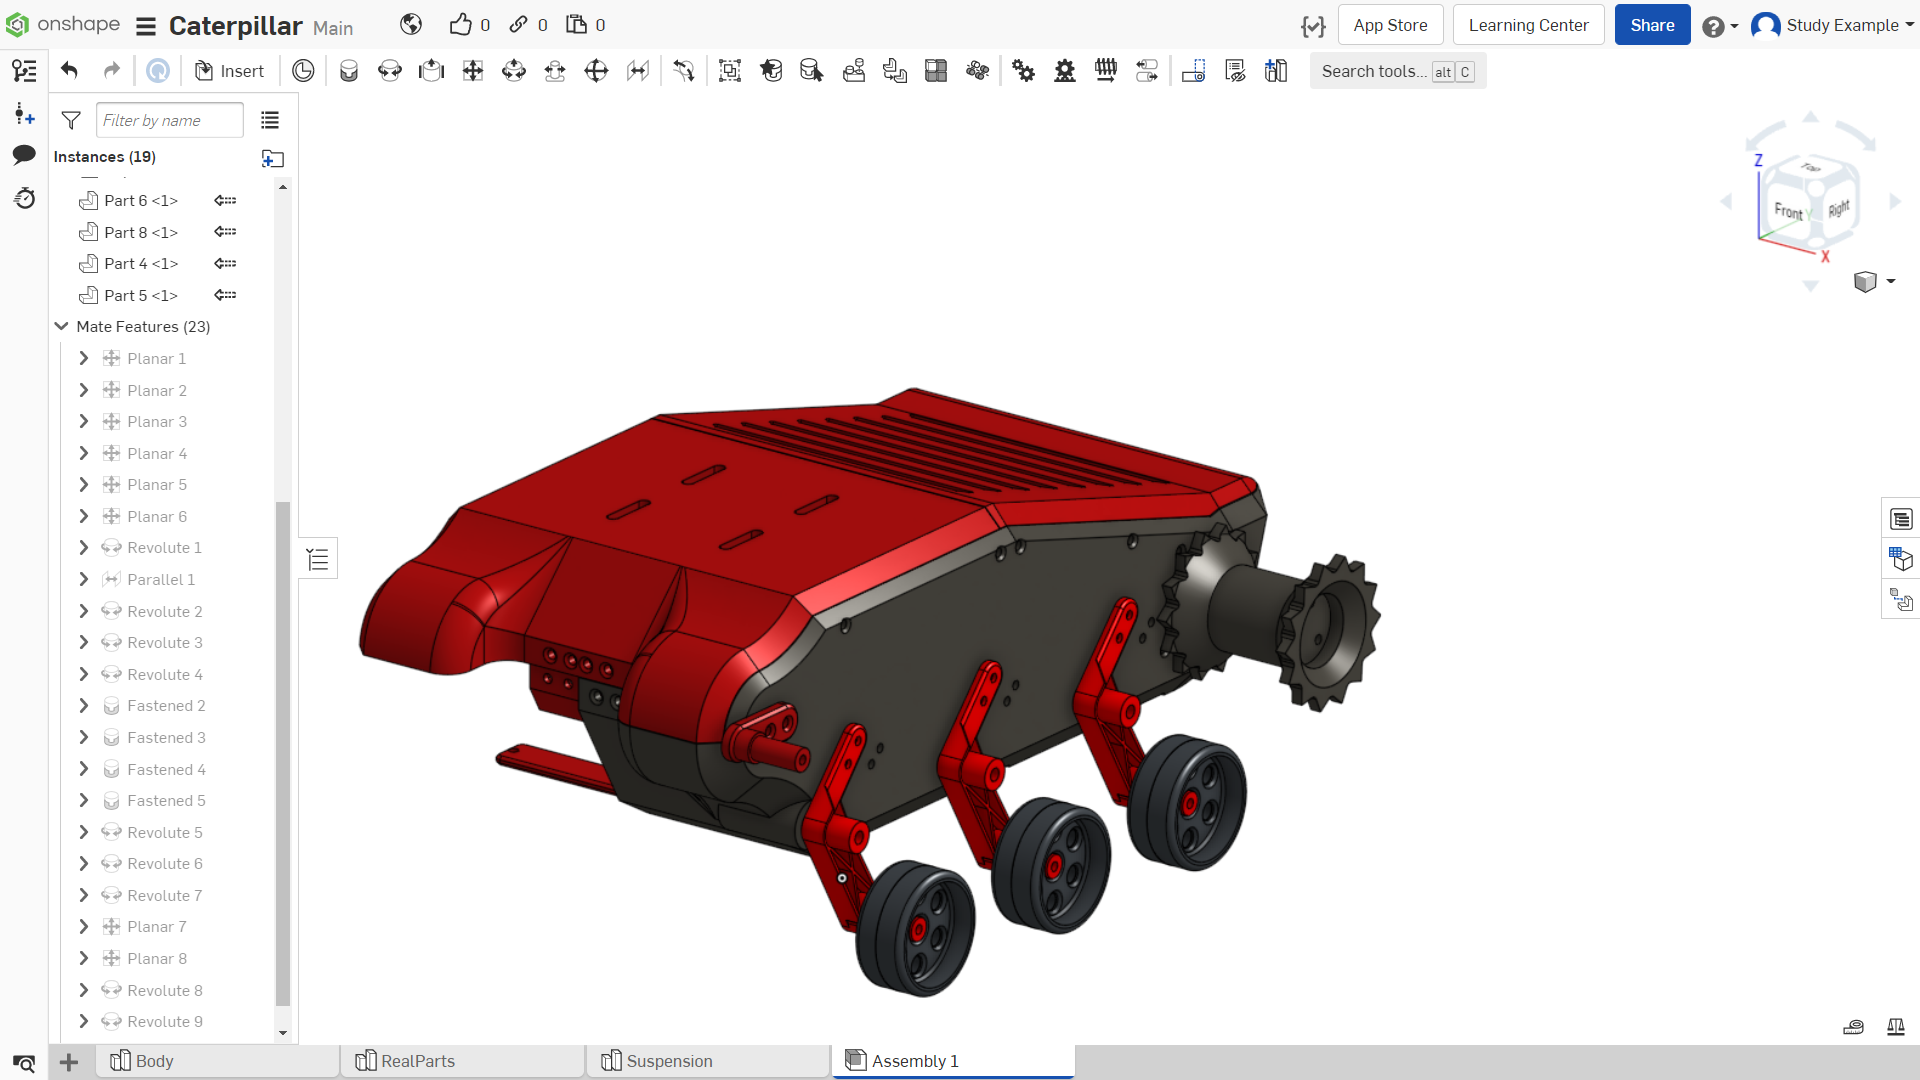 onshape Caterpillar Main 0 0 0 App Store Learning Center Share Study Example
Insert Search tools... alt C
Filter by name
Instances (19)
Part 6 <1>
Part 8 <1>
Part 4 <1>
Part 5 <1>
Mate Features (23)
Planar 1
Planar 2
Planar 3
Planar 4
Planar 5
Planar 6
Revolute 1
Parallel 1
Revolute 2
Revolute 3
Revolute 4
Fastened 2
Fastened 3
Fastened 4
Fastened 5
Revolute 5
Revolute 6
Revolute 7
Planar 7
Planar 8
Revolute 8
Revolute 9
Z
Top
Front Y Right
X
Body RealParts Suspension Assembly 1